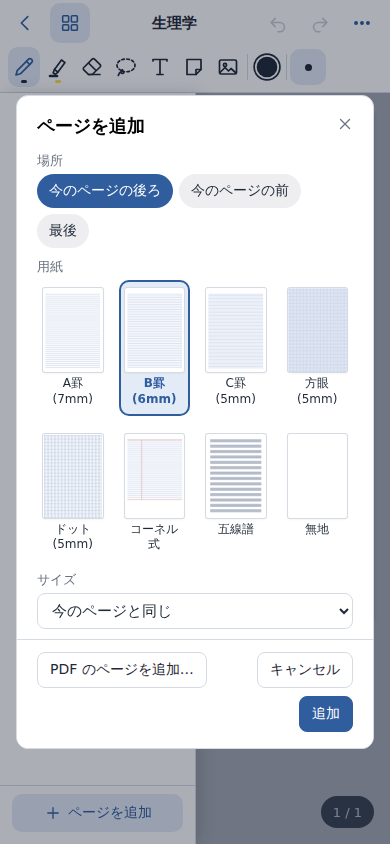 生理学
ページを追加
場所
今のページの後ろ
今のページの前
最後
用紙
A罫
(7mm)
B罫
(6mm)
C罫
(5mm)
方眼
(5mm)
ドット
(5mm)
コーネル
式
五線譜
無地
サイズ
今のページと同じ
PDF のページを追加…
キャンセル
追加
+ ページを追加
1 / 1